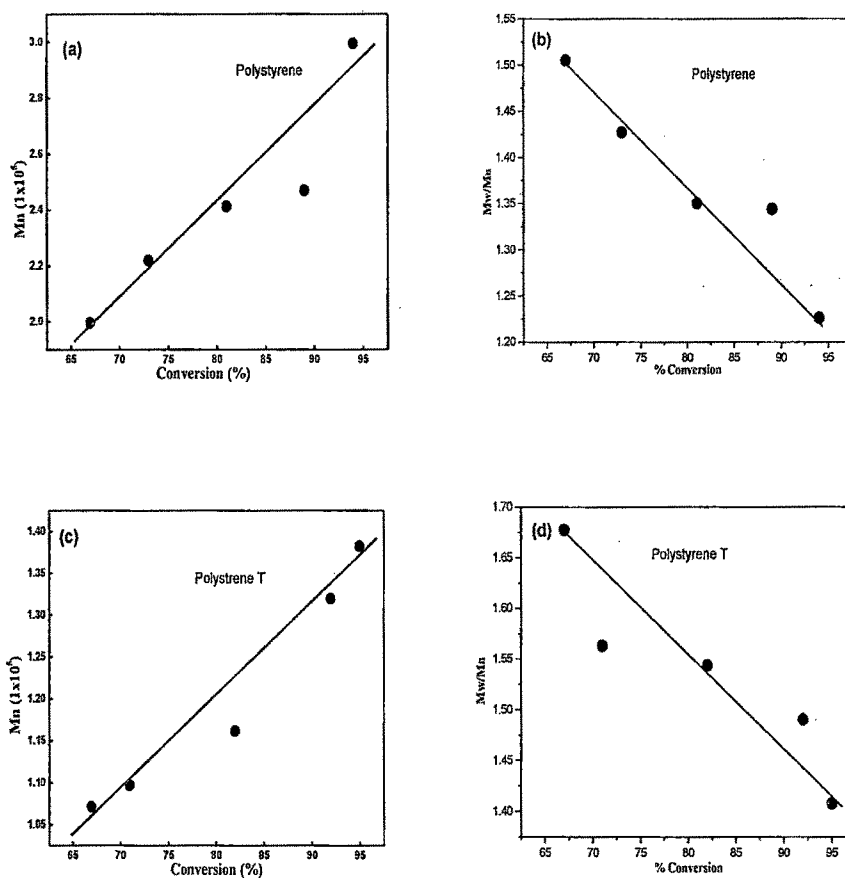 (a)
Polystyrene
3.0
2.8
2.6
2.4
2.2
2.0
Mn (1x10⁶)
65 70 75 80 85 90 95
Conversion (%)
(b)
Polystyrene
1.55
1.50
1.45
1.40
1.35
1.30
1.25
1.20
Mw/Mn
65 70 75 80 85 90 95
% Conversion
(c)
Polystrene T
1.40
1.35
1.30
1.25
1.20
1.15
1.10
1.05
Mn (1x10⁶)
65 70 75 80 85 90 95
Conversion (%)
(d)
Polystyrene T
1.70
1.65
1.60
1.55
1.50
1.45
1.40
Mw/Mn
65 70 75 80 85 90 95
% Conversion